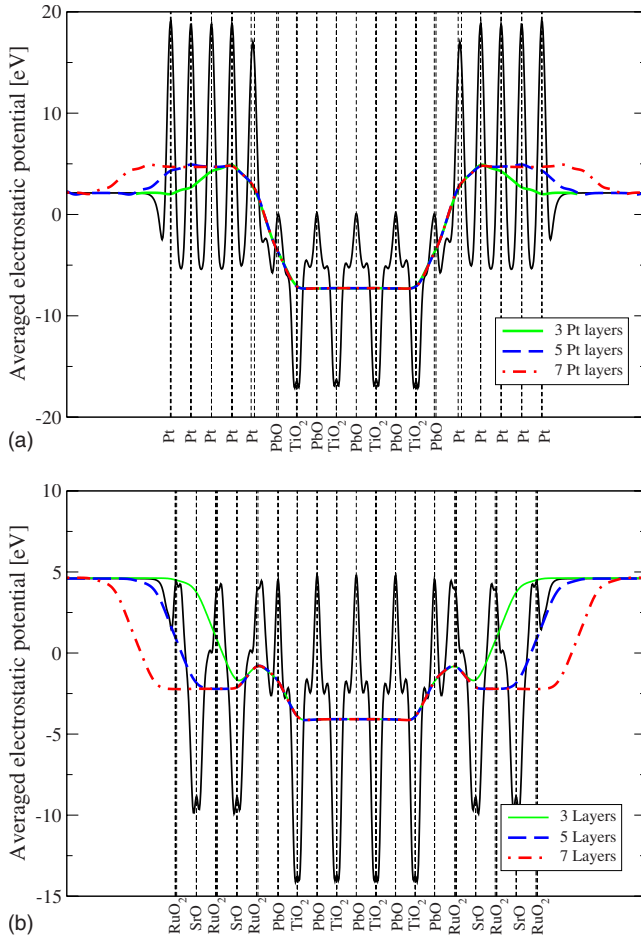 20
10
0
-10
-20
Averaged electrostatic potential [eV]
3 Pt layers
5 Pt layers
7 Pt layers
(a)
Pt
Pt
Pt
Pt
Pt
PbO
TiO2
PbO
TiO2
PbO
TiO2
PbO
TiO2
PbO
Pt
Pt
Pt
Pt
Pt
10
5
0
-5
-10
-15
Averaged electrostatic potential [eV]
3 Layers
5 Layers
7 Layers
(b)
RuO2
SrO
RuO2
SrO
RuO2
PbO
TiO2
PbO
TiO2
PbO
TiO2
PbO
TiO2
PbO
RuO2
SrO
RuO2
SrO
RuO2